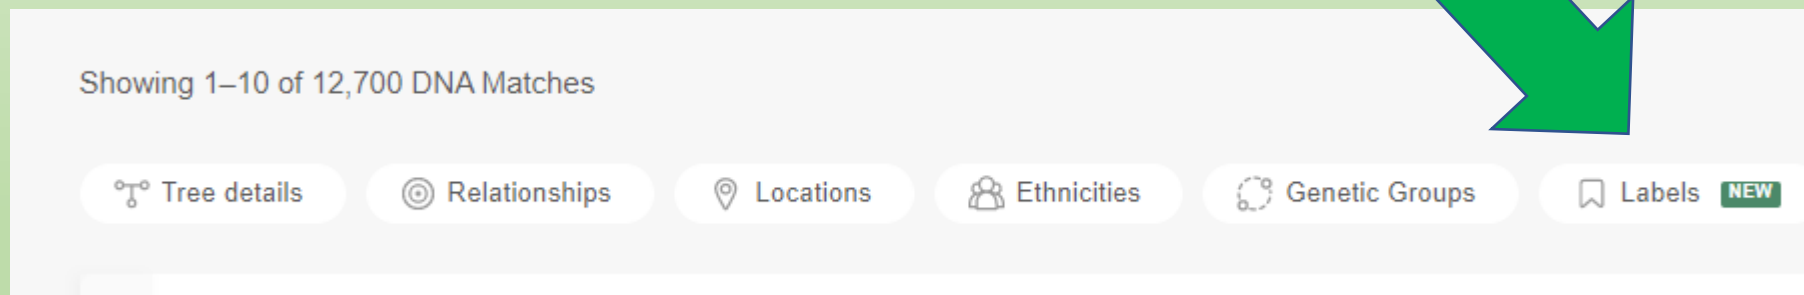 Showing 1–10 of 12,700 DNA Matches
Tree details Relationships Locations Ethnicities Genetic Groups Labels NEW